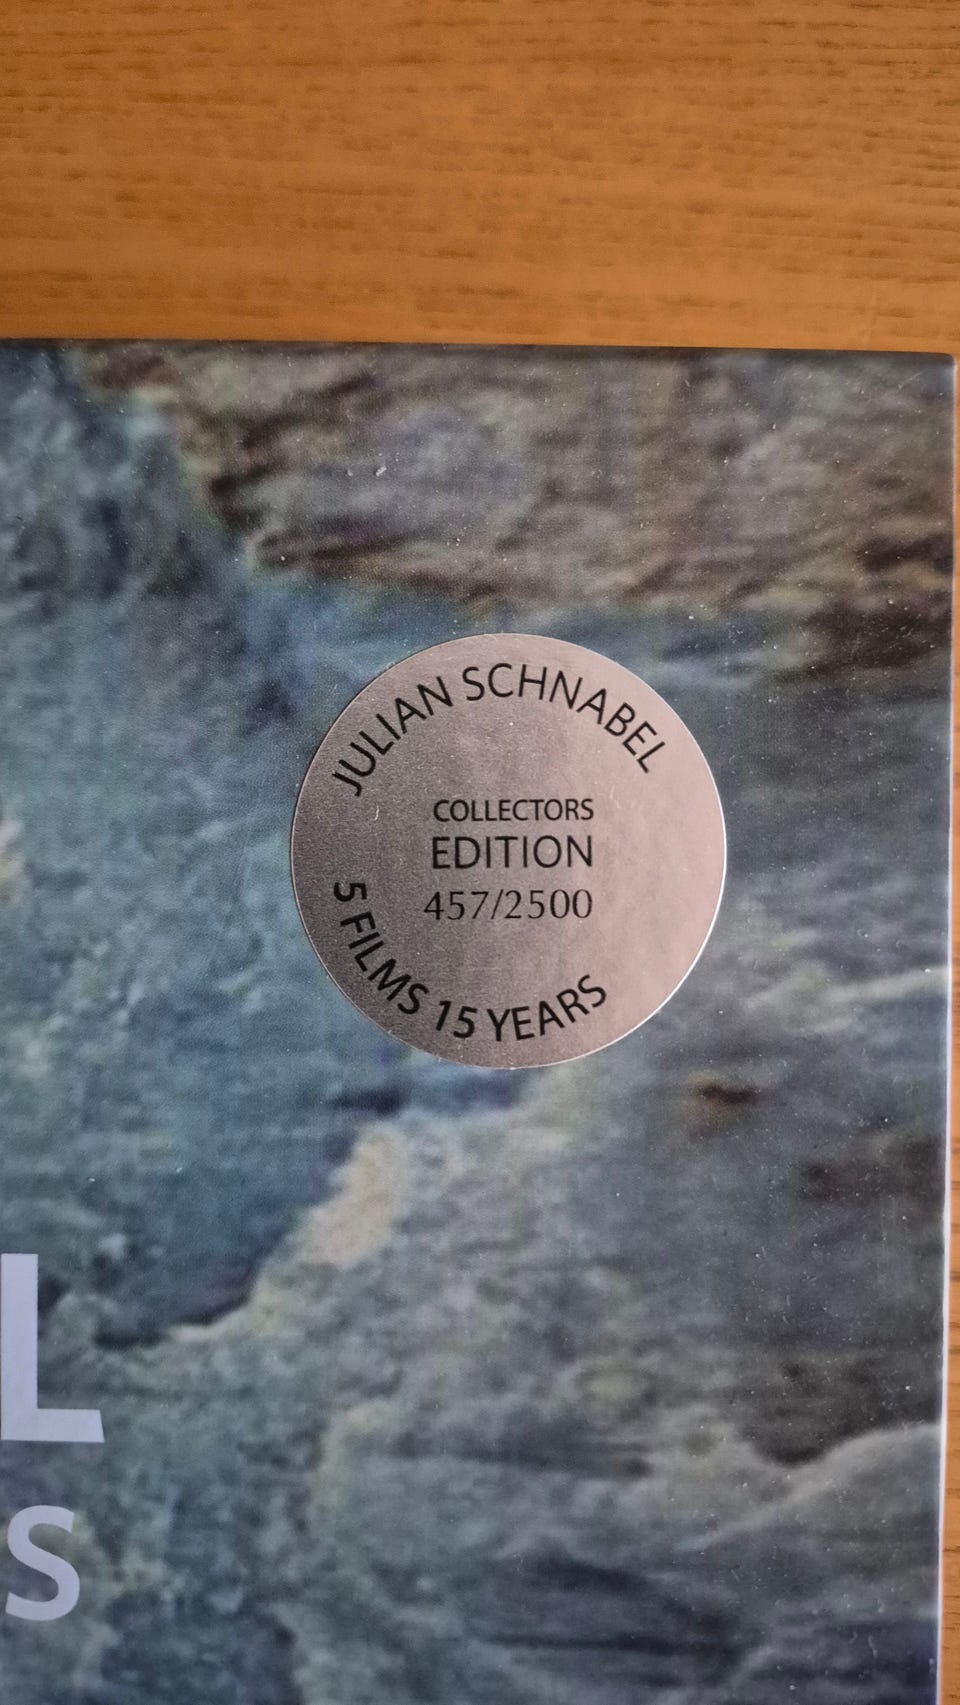 JULIAN SCHNABEL
COLLECTORS
EDITION
457/2500
5 FILMS 15 YEARS
L
S